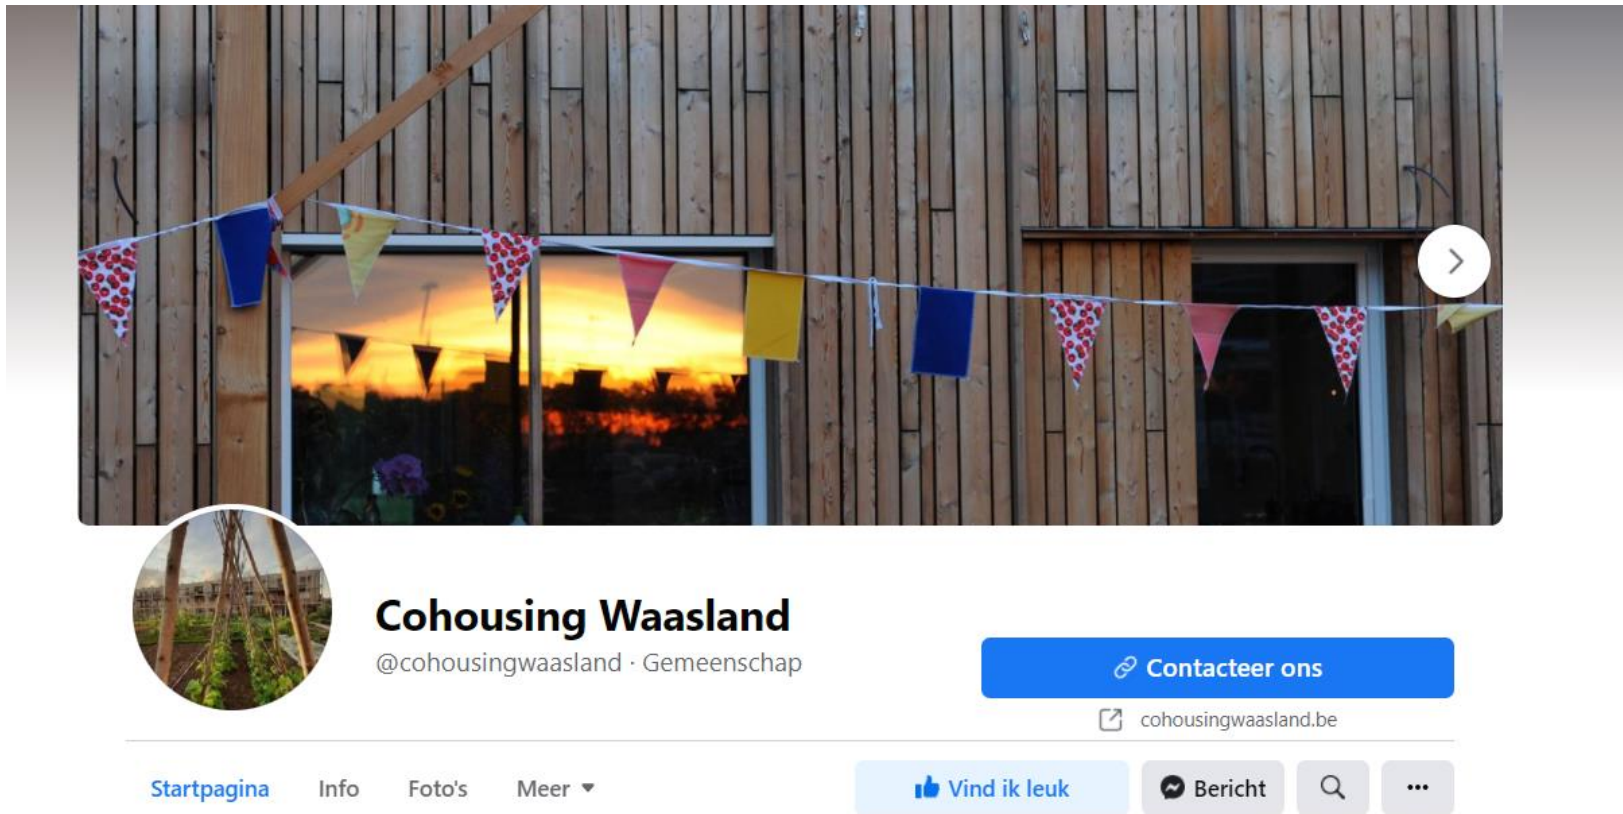 Cohousing Waasland
@cohousingwaasland · Gemeenschap
Contacteer ons
cohousingwaasland.be
Startpagina Info Foto's Meer
Vind ik leuk Bericht